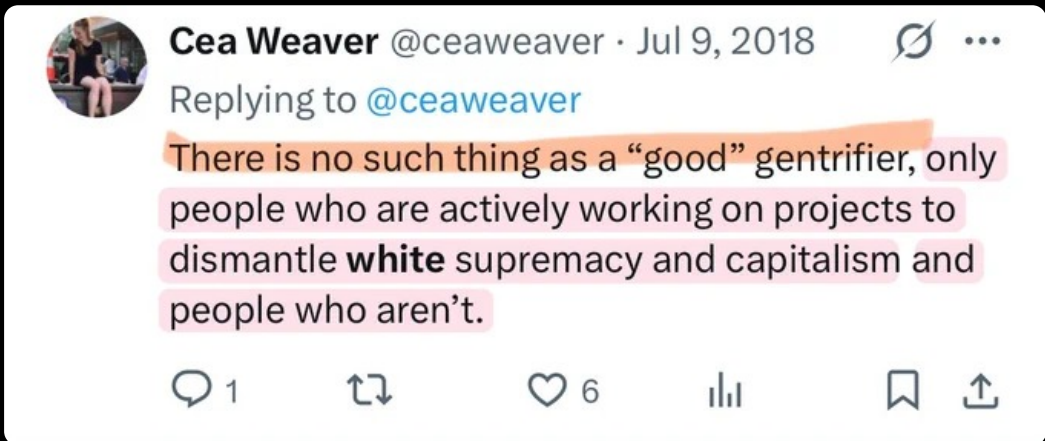 Cea Weaver @ceaweaver · Jul 9, 2018
Replying to @ceaweaver
There is no such thing as a “good” gentrifier, only
people who are actively working on projects to
dismantle white supremacy and capitalism and
people who aren’t.
1 6